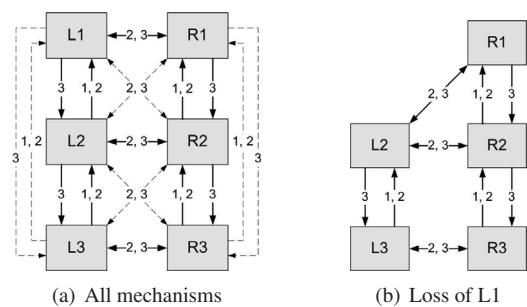 L1 2, 3 R1 R1
3 1, 2 2, 3 3 1, 2 2, 3 3 1, 2
1, 2 3 1, 2 3
L2 2, 3 R2 L2 2, 3 R2
3 1, 2 2, 3 1, 2 3 3 1, 2 1, 2
L3 2, 3 R3 L3 2, 3 R3
(a) All mechanisms (b) Loss of L1